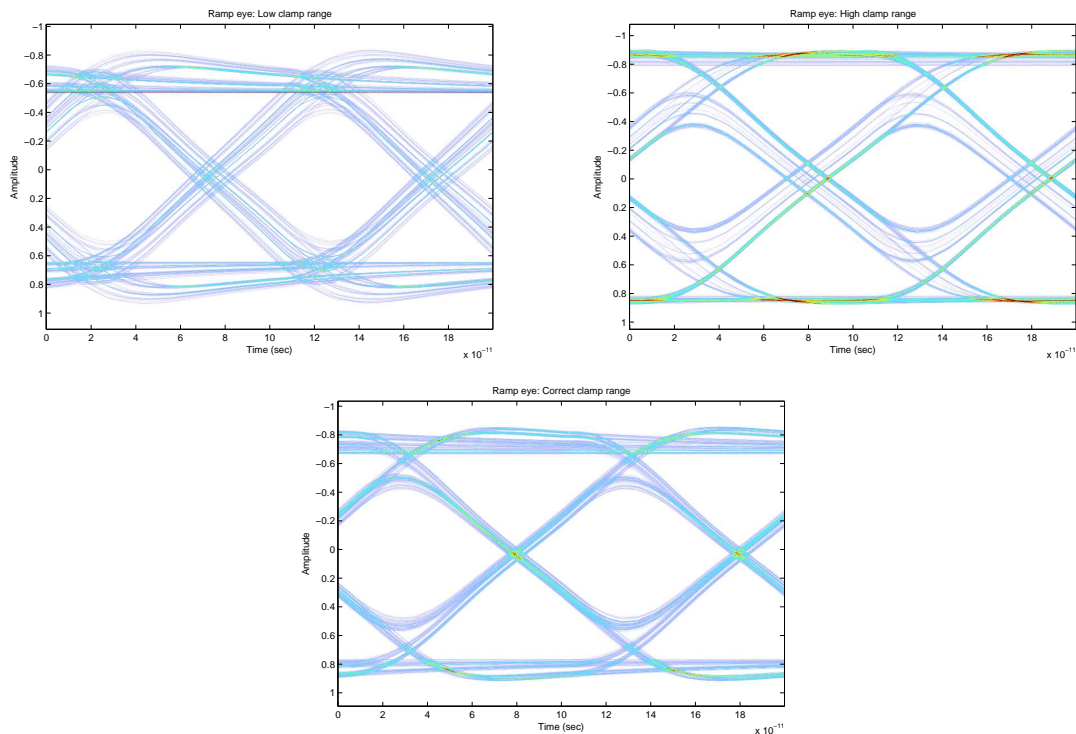 Ramp eye: Low clamp range
−1
−0.8
−0.6
−0.4
−0.2
0
0.2
0.4
0.6
0.8
1
Amplitude
0 2 4 6 8 10 12 14 16 18
Time (sec)
x 10⁻¹¹
Ramp eye: High clamp range
−1
−0.8
−0.6
−0.4
−0.2
0
0.2
0.4
0.6
0.8
1
Amplitude
0 2 4 6 8 10 12 14 16 18
Time (sec)
x 10⁻¹¹
Ramp eye: Correct clamp range
−1
−0.8
−0.6
−0.4
−0.2
0
0.2
0.4
0.6
0.8
1
Amplitude
0 2 4 6 8 10 12 14 16 18
Time (sec)
x 10⁻¹¹